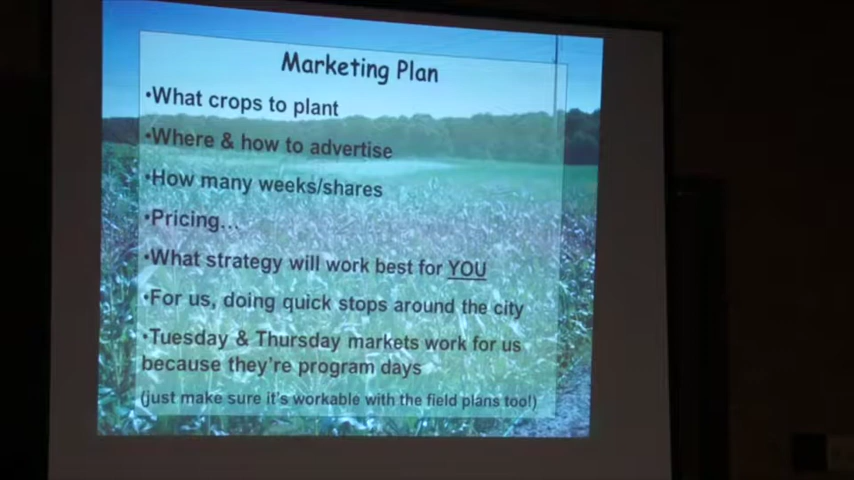 Marketing Plan
•What crops to plant
•Where & how to advertise
•How many weeks/shares
•Pricing...
•What strategy will work best for YOU
•For us, doing quick stops around the city
•Tuesday & Thursday markets work for us
because they're program days
(just make sure it's workable with the field plans too!)